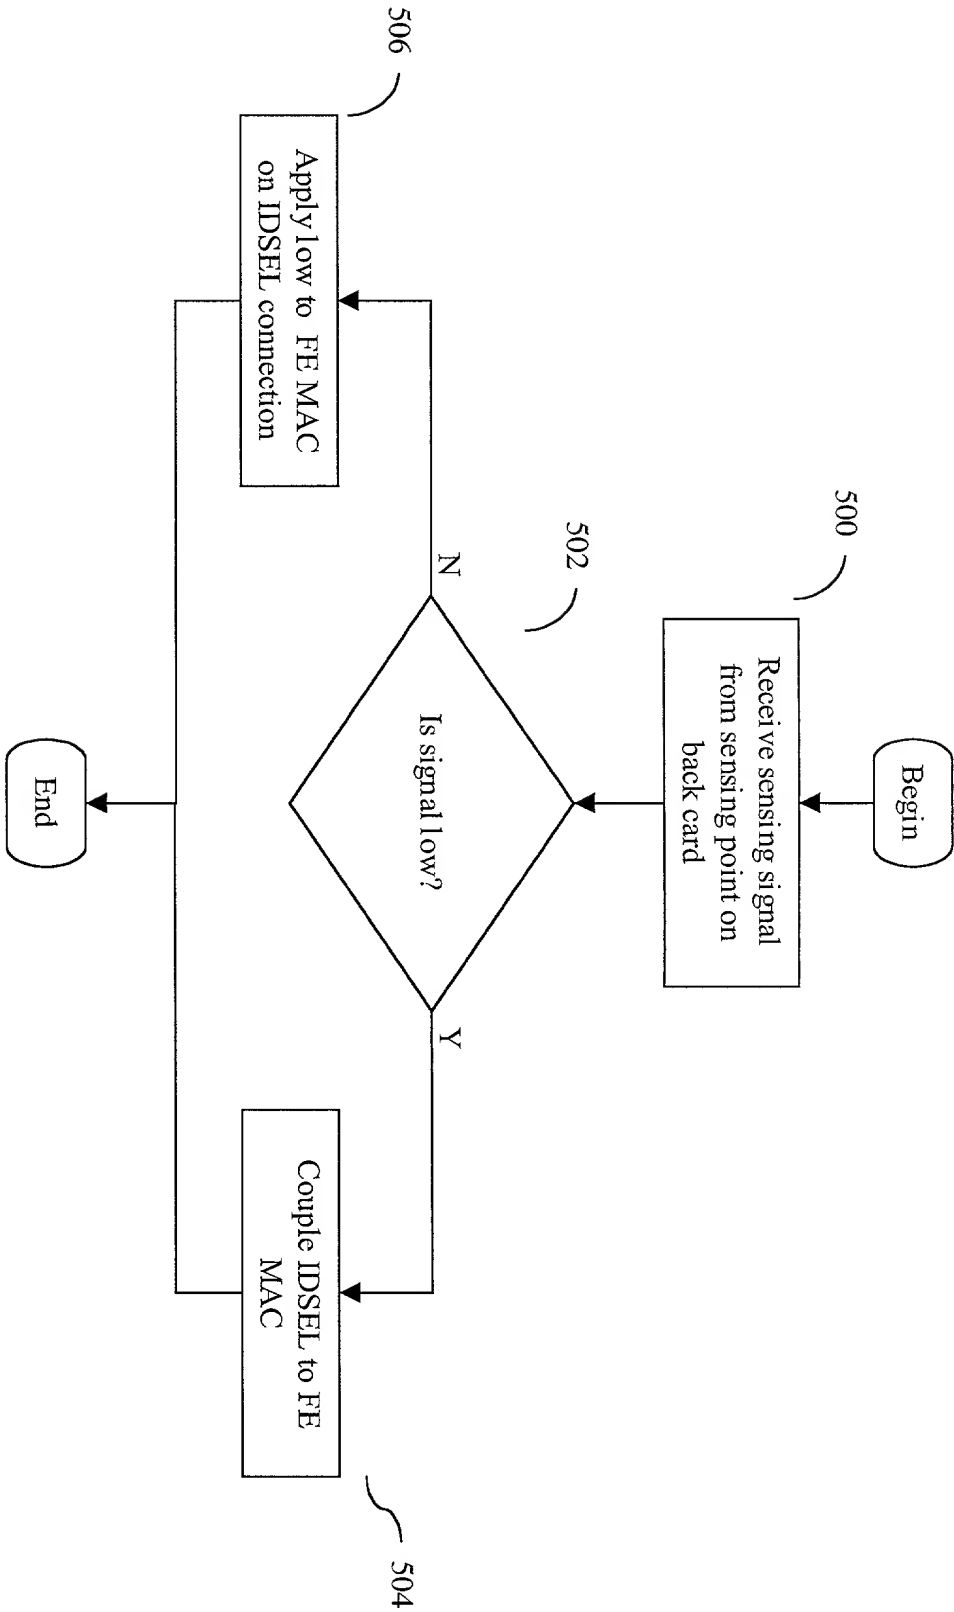 Begin
500
Receive sensing signal
from sensing point on
back card
502
Is signal low?
N
Y
506
Apply low to FE MAC
on IDSEL connection
Couple IDSEL to FE
MAC
504
End